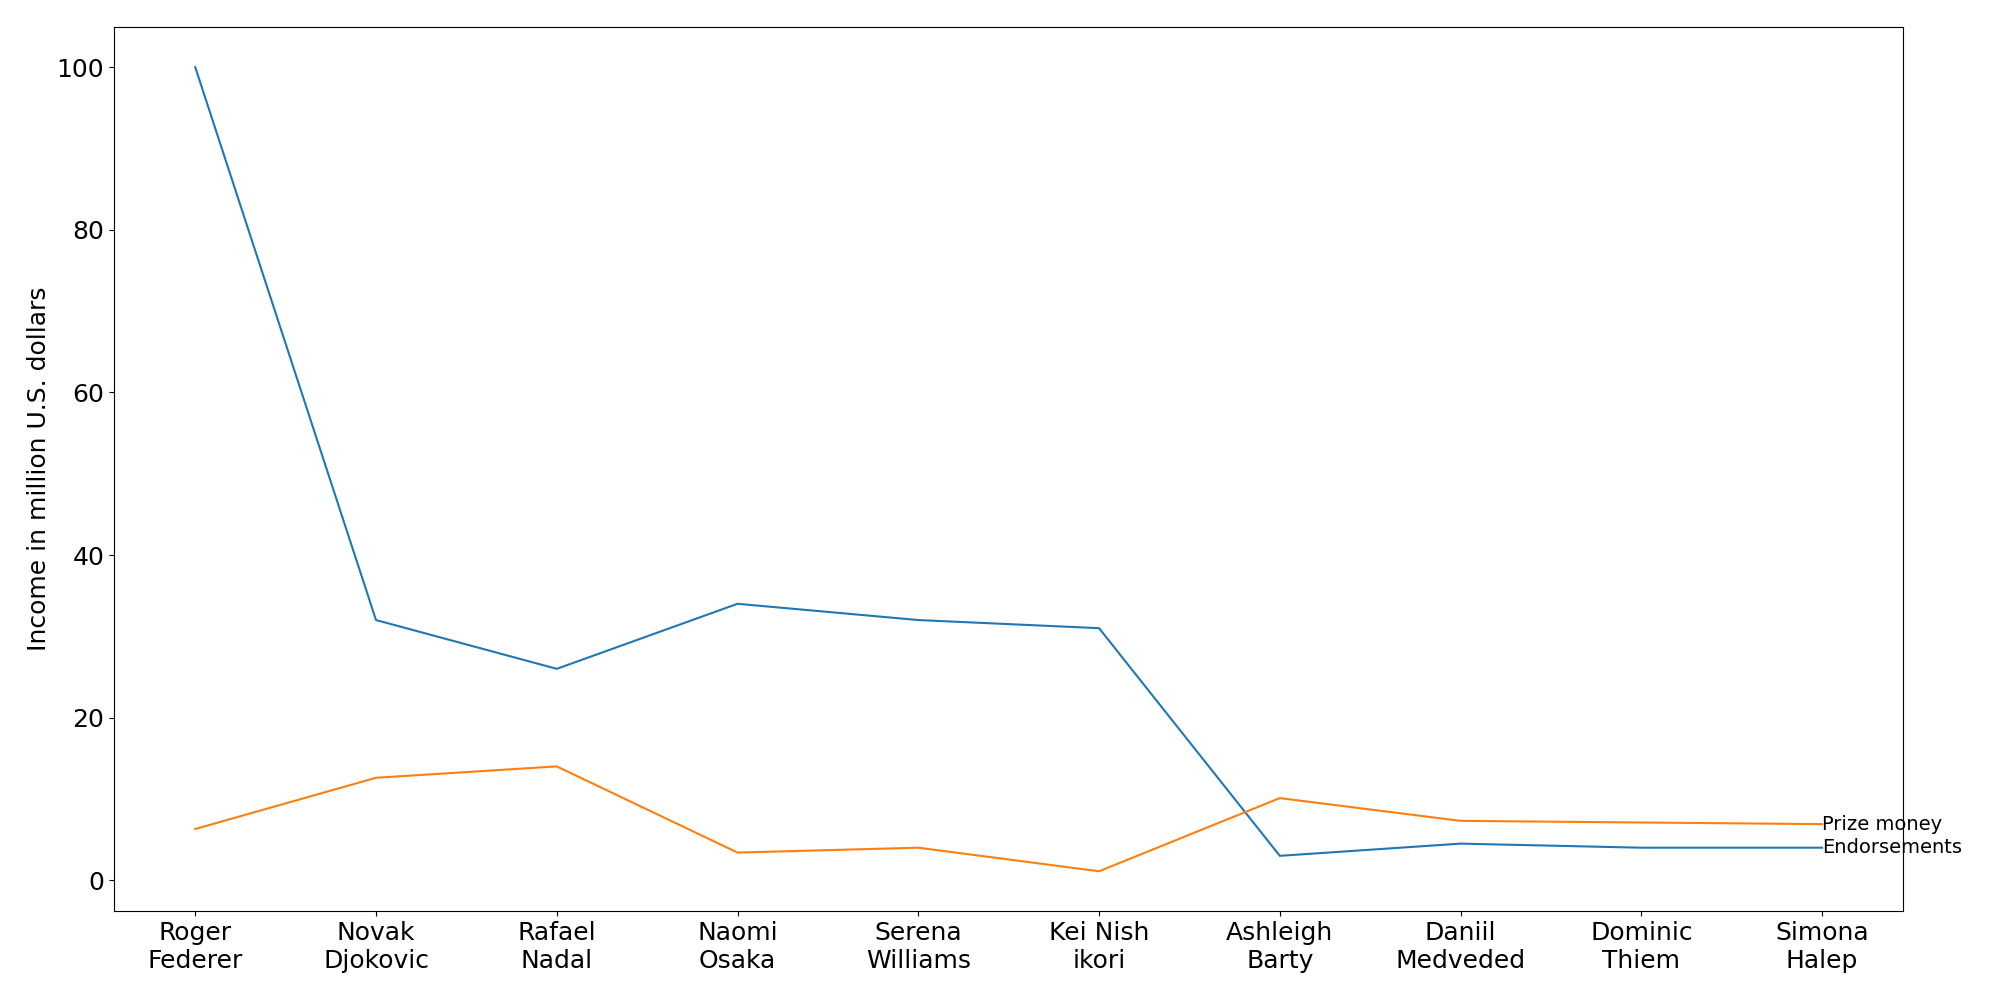 Income in million U.S. dollars
100
80
60
40
20
0
Prize money
Endorsements
Roger
Federer
Novak
Djokovic
Rafael
Nadal
Naomi
Osaka
Serena
Williams
Kei Nish
ikori
Ashleigh
Barty
Daniil
Medveded
Dominic
Thiem
Simona
Halep